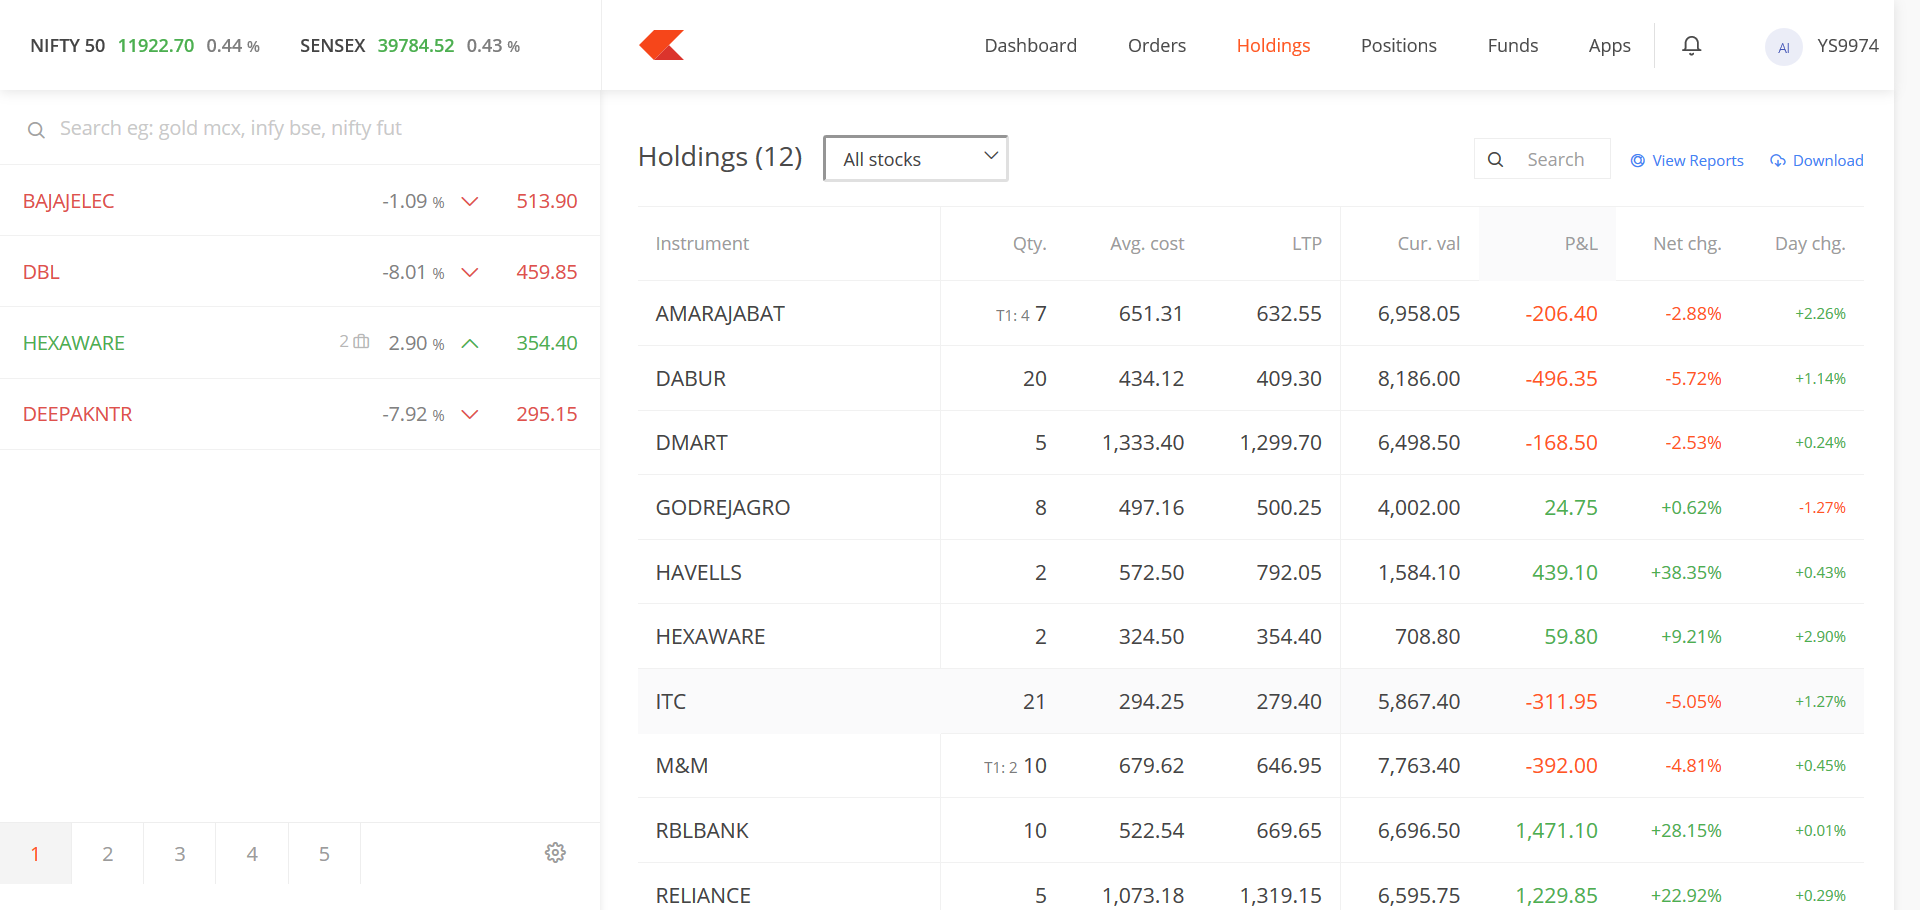 NIFTY 50 11922.70 0.44 % SENSEX 39784.52 0.43 %
Dashboard Orders Holdings Positions Funds Apps AI YS9974
Search eg: gold mcx, infy bse, nifty fut
BAJAJELEC -1.09 % 513.90
DBL -8.01 % 459.85
HEXAWARE 2 2.90 % 354.40
DEEPAKNTR -7.92 % 295.15
1 2 3 4 5
Holdings (12) All stocks Search View Reports Download
Instrument Qty. Avg. cost LTP Cur. val P&L Net chg. Day chg.
AMARAJABAT T1: 4 7 651.31 632.55 6,958.05 -206.40 -2.88% +2.26%
DABUR 20 434.12 409.30 8,186.00 -496.35 -5.72% +1.14%
DMART 5 1,333.40 1,299.70 6,498.50 -168.50 -2.53% +0.24%
GODREJAGRO 8 497.16 500.25 4,002.00 24.75 +0.62% -1.27%
HAVELLS 2 572.50 792.05 1,584.10 439.10 +38.35% +0.43%
HEXAWARE 2 324.50 354.40 708.80 59.80 +9.21% +2.90%
ITC 21 294.25 279.40 5,867.40 -311.95 -5.05% +1.27%
M&M T1: 2 10 679.62 646.95 7,763.40 -392.00 -4.81% +0.45%
RBLBANK 10 522.54 669.65 6,696.50 1,471.10 +28.15% +0.01%
RELIANCE 5 1,073.18 1,319.15 6,595.75 1,229.85 +22.92% +0.29%